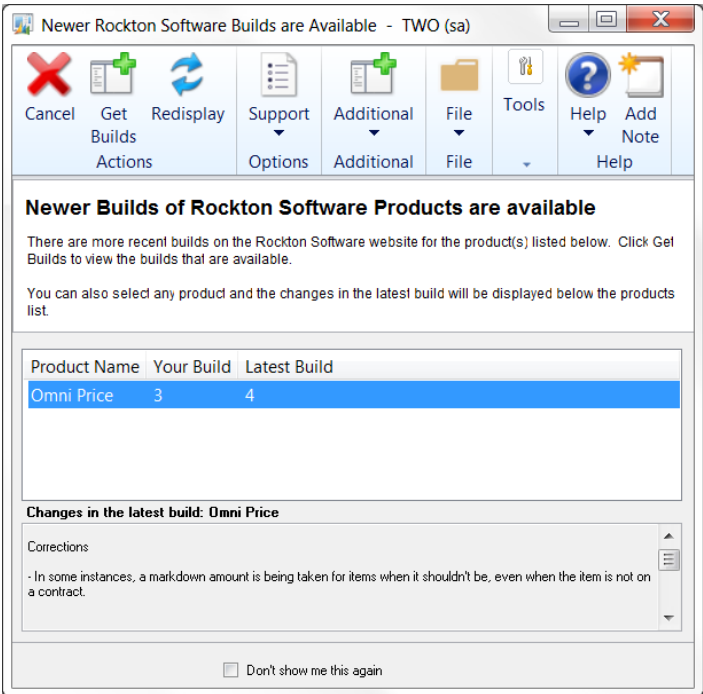 Newer Rockton Software Builds are Available - TWO (sa)
Cancel Get Builds Redisplay Support Additional File Tools Help Add Note
Actions Options Additional File Help
Newer Builds of Rockton Software Products are available
There are more recent builds on the Rockton Software website for the product(s) listed below. Click Get
Builds to view the builds that are available.
You can also select any product and the changes in the latest build will be displayed below the products
list.
Product Name Your Build Latest Build
Omni Price 3 4
Changes in the latest build: Omni Price
Corrections
- In some instances, a markdown amount is being taken for items when it shouldn't be, even when the item is not on
a contract.
Don't show me this again